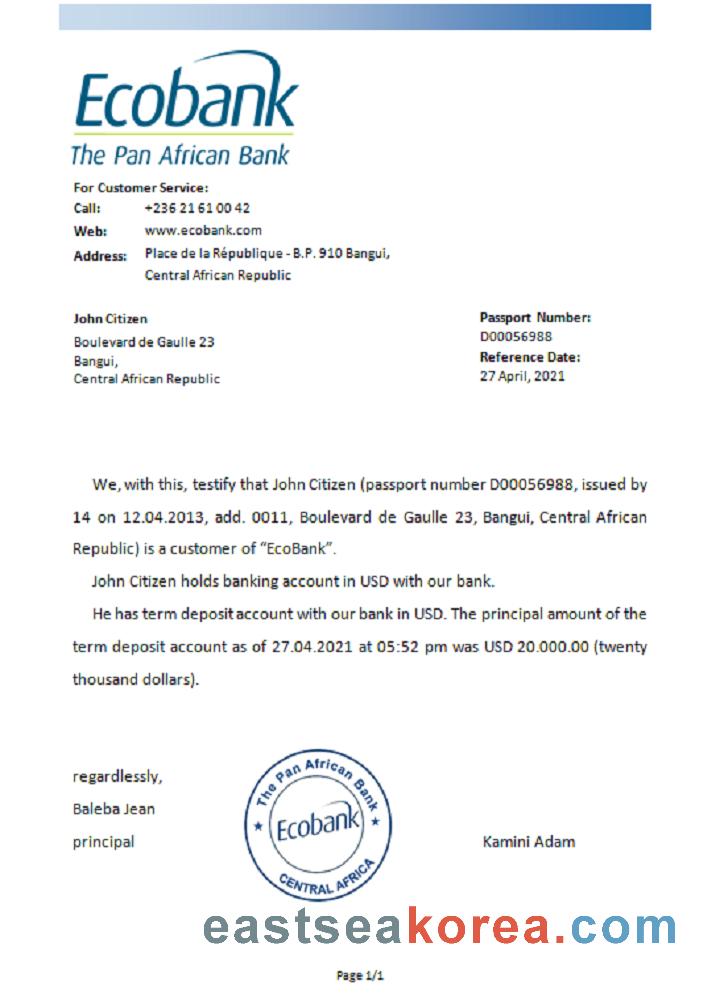 Ecobank
The Pan African Bank
For Customer Service:
Call: +236 21 61 00 42
Web: www.ecobank.com
Address: Place de la République - B.P. 910 Bangui,
Central African Republic
John Citizen
Boulevard de Gaulle 23
Bangui,
Central African Republic
Passport Number:
D00056988
Reference Date:
27 April, 2021
We, with this, testify that John Citizen (passport number D00056988, issued by
14 on 12.04.2013, add. 0011, Boulevard de Gaulle 23, Bangui, Central African
Republic) is a customer of “EcoBank”.
John Citizen holds banking account in USD with our bank.
He has term deposit account with our bank in USD. The principal amount of the
term deposit account as of 27.04.2021 at 05:52 pm was USD 20.000.00 (twenty
thousand dollars).
regardlessly,
Baleba Jean
principal
The Pan African Bank
Ecobank
CENTRAL AFRICA
Kamini Adam
eastseakorea.com
Page 1/1